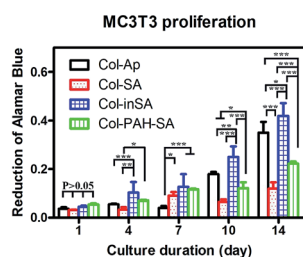 MC3T3 proliferation
Reduction of Alamar Blue
0.6
0.4
0.2
0.0
Col-Ap
Col-SA
Col-inSA
Col-PAH-SA
P>0.05
*
***
**
***
*
*
***
**
***
***
***
*
***
***
1
4
7
10
14
Culture duration (day)